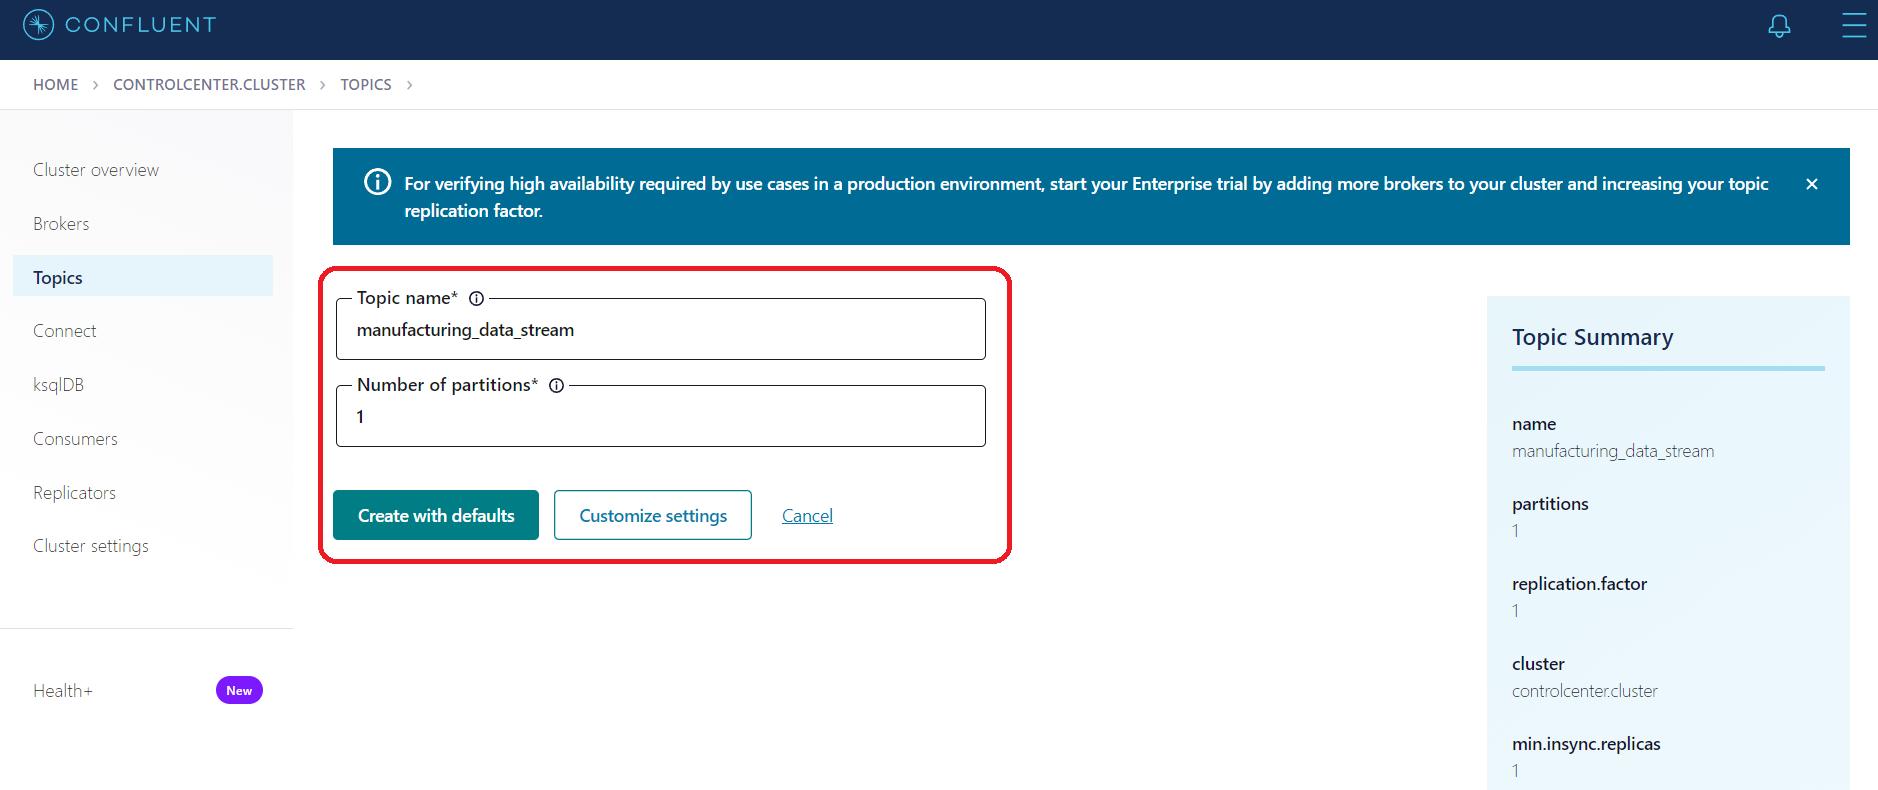 CONFLUENT
HOME > CONTROLCENTER.CLUSTER > TOPICS >
Cluster overview
Brokers
Topics
Connect
ksqlDB
Consumers
Replicators
Cluster settings
Health+ New
For verifying high availability required by use cases in a production environment, start your Enterprise trial by adding more brokers to your cluster and increasing your topic
replication factor.
Topic name*
manufacturing_data_stream
Number of partitions*
1
Create with defaults Customize settings Cancel
Topic Summary
name
manufacturing_data_stream
partitions
1
replication.factor
1
cluster
controlcenter.cluster
min.insync.replicas
1